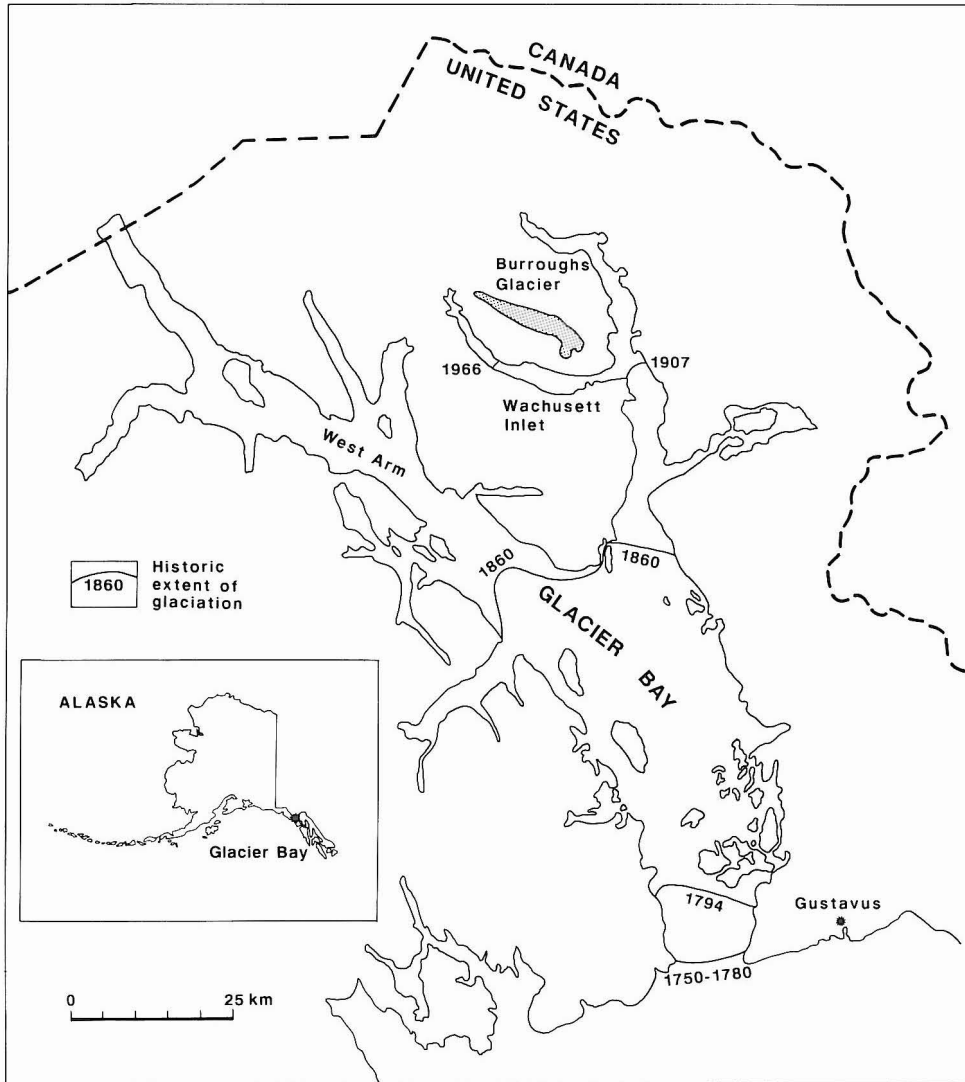 CANADA
UNITED STATES
Burroughs
Glacier
1966
1907
Wachusett
Inlet
West Arm
1860
1860
GLACIER BAY
1860
Historic
extent of
glaciation
ALASKA
Glacier Bay
1794
Gustavus
1750-1780
0 25 km